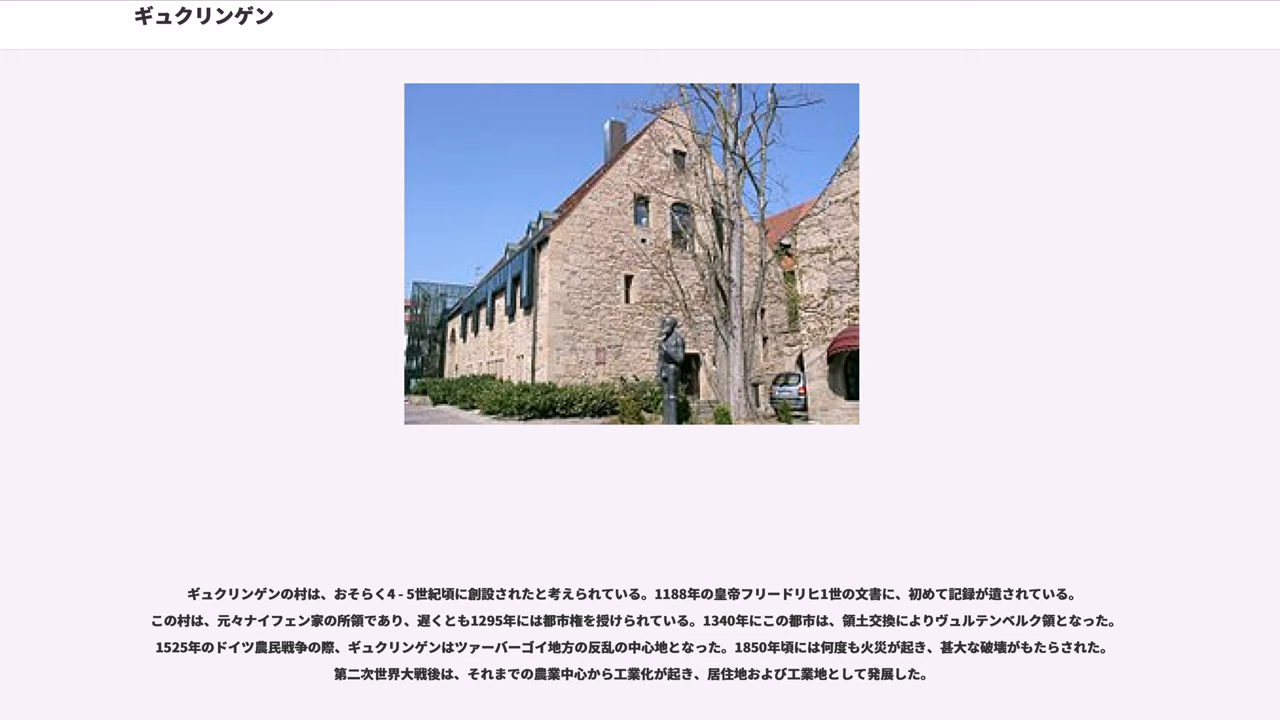 ギュクリンゲン
ギュクリンゲンの村は、おそらく4 - 5世紀頃に創設されたと考えられている。1188年の皇帝フリードリヒ1世の文書に、初めて記録が遺されている。
この村は、元々ナイフェン家の所領であり、遅くとも1295年には都市権を授けられている。1340年にこの都市は、領土交換によりヴュルテンベルク領となった。
1525年のドイツ農民戦争の際、ギュクリンゲンはツァーバーゴイ地方の反乱の中心地となった。1850年頃には何度も火災が起き、甚大な破壊がもたらされた。
第二次世界大戦後は、それまでの農業中心から工業化が起き、居住地および工業地として発展した。